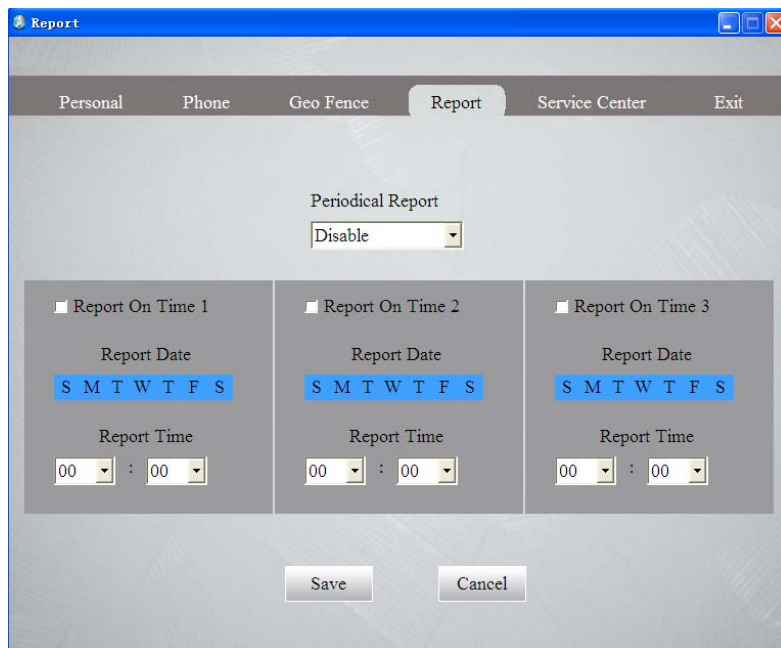 Report
Personal Phone Geo Fence Report Service Center Exit
Periodical Report
Disable
Report On Time 1 Report On Time 2 Report On Time 3
Report Date Report Date Report Date
S M T W T F S S M T W T F S S M T W T F S
Report Time Report Time Report Time
00 : 00 00 : 00 00 : 00
Save Cancel